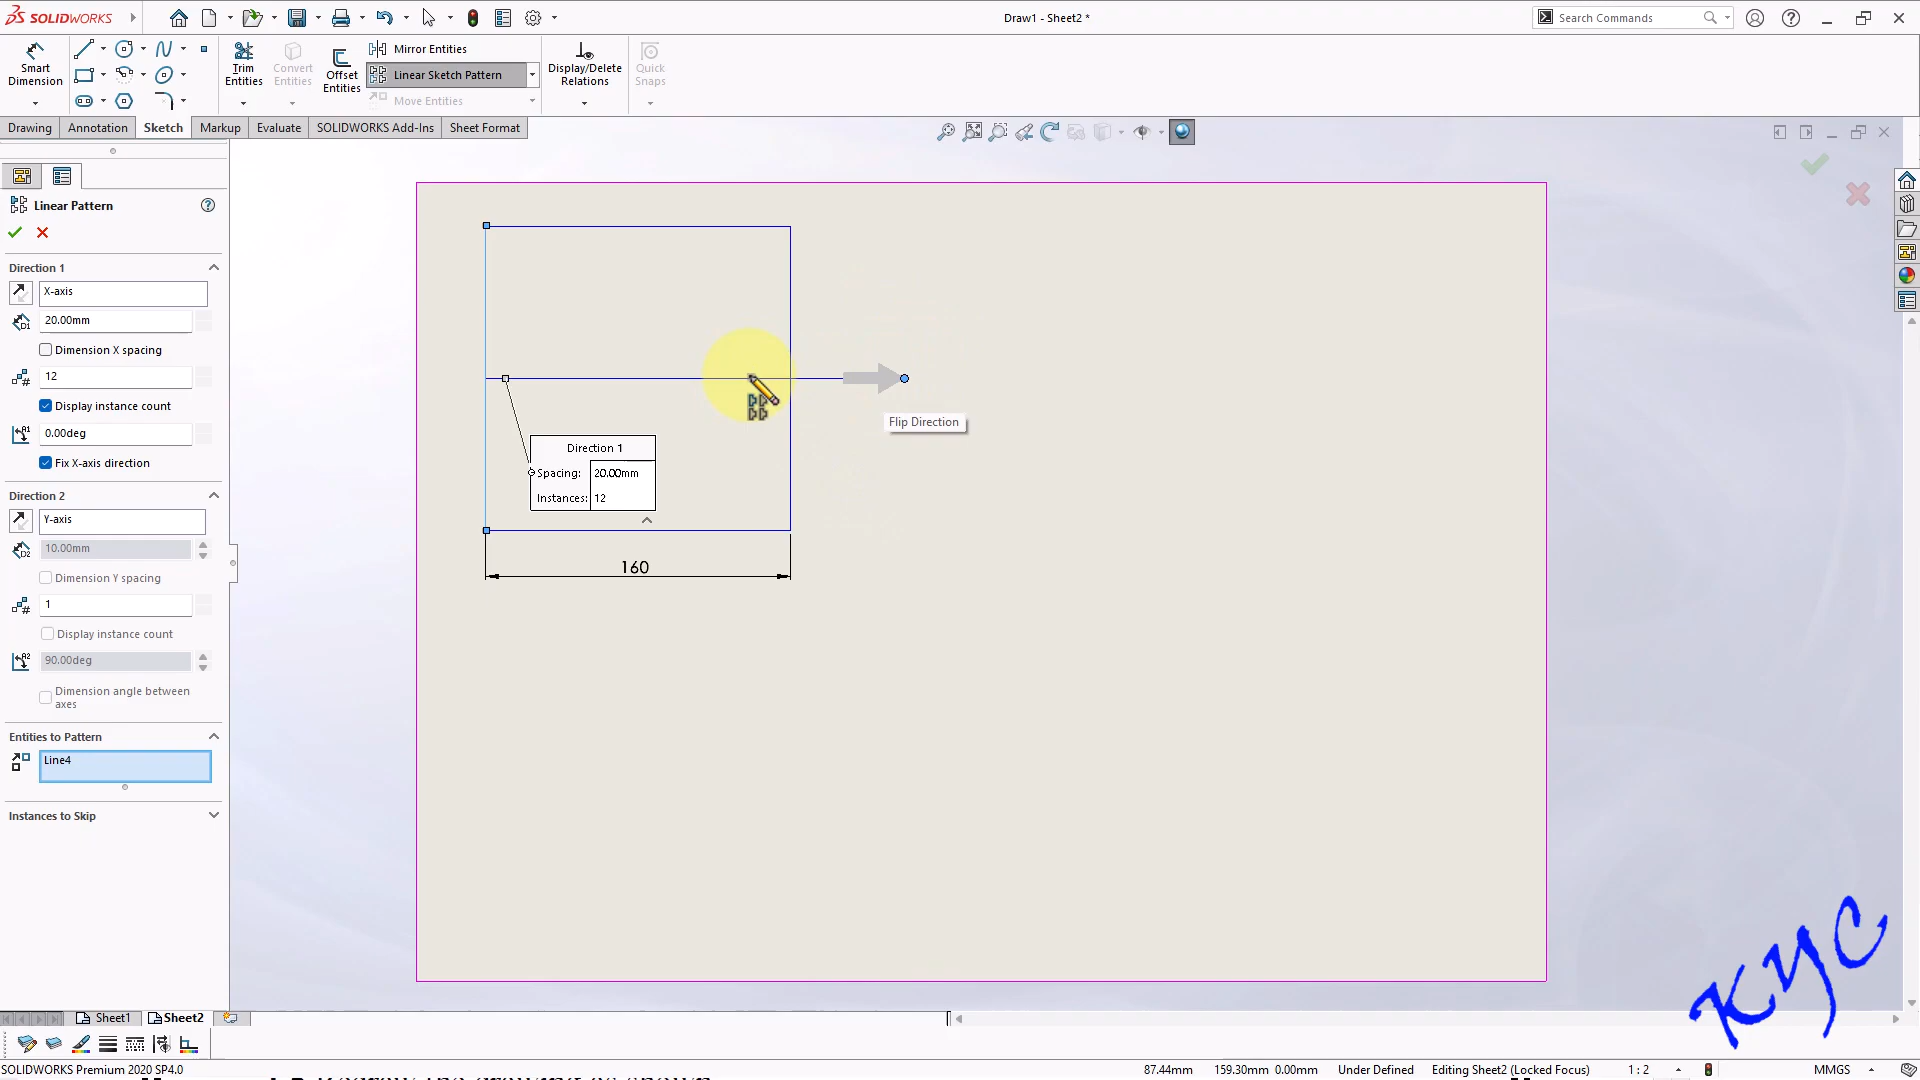 SOLIDWORKS
Draw1 - Sheet2 *
Search Commands
Smart Dimension
Trim Entities
Convert Entities
Offset Entities
Mirror Entities
Linear Sketch Pattern
Move Entities
Display/Delete Relations
Quick Snaps
Drawing
Annotation
Sketch
Markup
Evaluate
SOLIDWORKS Add-Ins
Sheet Format
Linear Pattern
Direction 1
X-axis
20.00mm
Dimension X spacing
12
Display instance count
0.00deg
Fix X-axis direction
Direction 2
Y-axis
10.00mm
Dimension Y spacing
1
Display instance count
90.00deg
Dimension angle between
axes
Entities to Pattern
Line4
Instances to Skip
Flip Direction
Direction 1
Spacing: 20.00mm
Instances: 12
160
KYC
Sheet1
Sheet2
SOLIDWORKS Premium 2020 SP4.0
87.44mm
159.30mm
0.00mm
Under Defined
Editing Sheet2 (Locked Focus)
1 : 2
MMGS